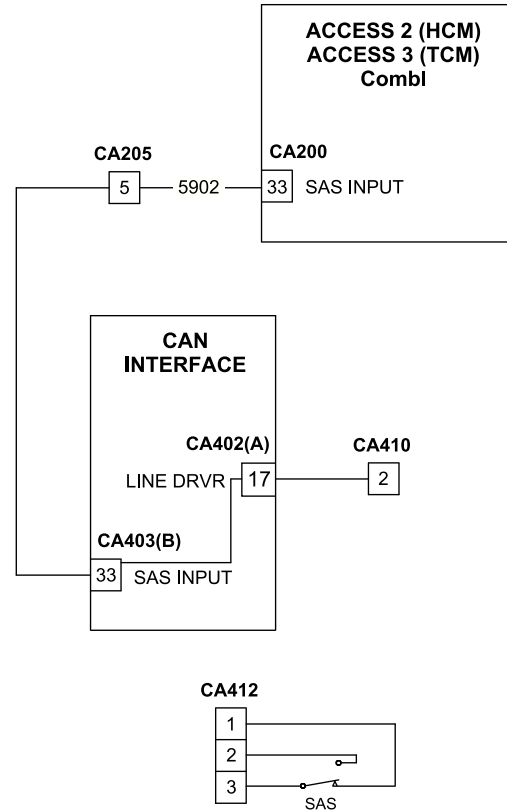 ACCESS 2 (HCM)
ACCESS 3 (TCM)
Combl
CA205
CA200
5
5902
33
SAS INPUT
CAN
INTERFACE
CA402(A)
CA410
LINE DRVR
17
2
CA403(B)
33
SAS INPUT
CA412
1
2
3
SAS